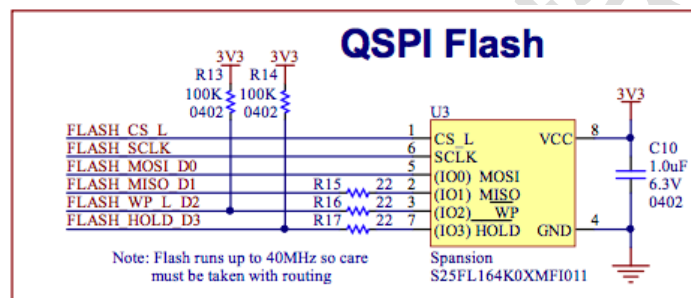 QSPI Flash
3V3 3V3
R13 R14
100K 100K
0402 0402
3V3
U3
FLASH_CS_L 1 CS_L VCC 8
FLASH_SCLK 6 SCLK
FLASH_MOSI_D0 5 (IO0) MOSI
FLASH_MISO_D1 R15 22 2 (IO1) MISO
FLASH_WP_L_D2 R16 22 3 (IO2) WP
FLASH_HOLD_D3 R17 22 7 (IO3) HOLD GND 4
C10
1.0uF
6.3V
0402
Note: Flash runs up to 40MHz so care
must be taken with routing
Spansion
S25FL164K0XMFI011